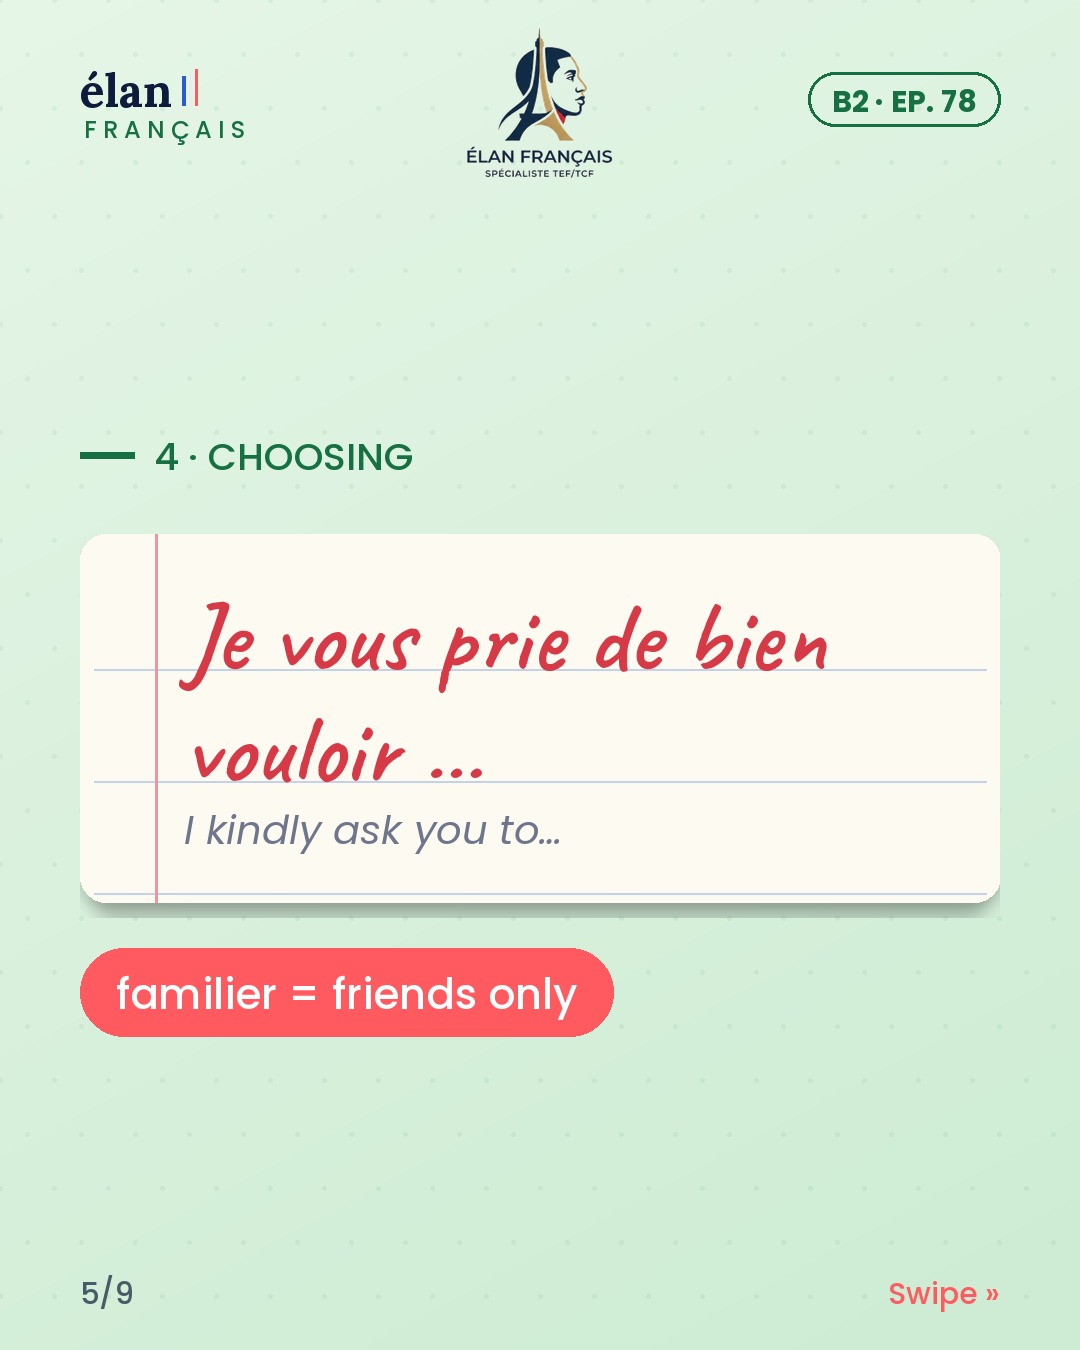 élan
FRANÇAIS
ÉLAN FRANÇAIS
SPÉCIALISTE TEF/TCF
B2 · EP. 78
4 · CHOOSING
Je vous prie de bien
vouloir ...
I kindly ask you to...
familier = friends only
5/9
Swipe »